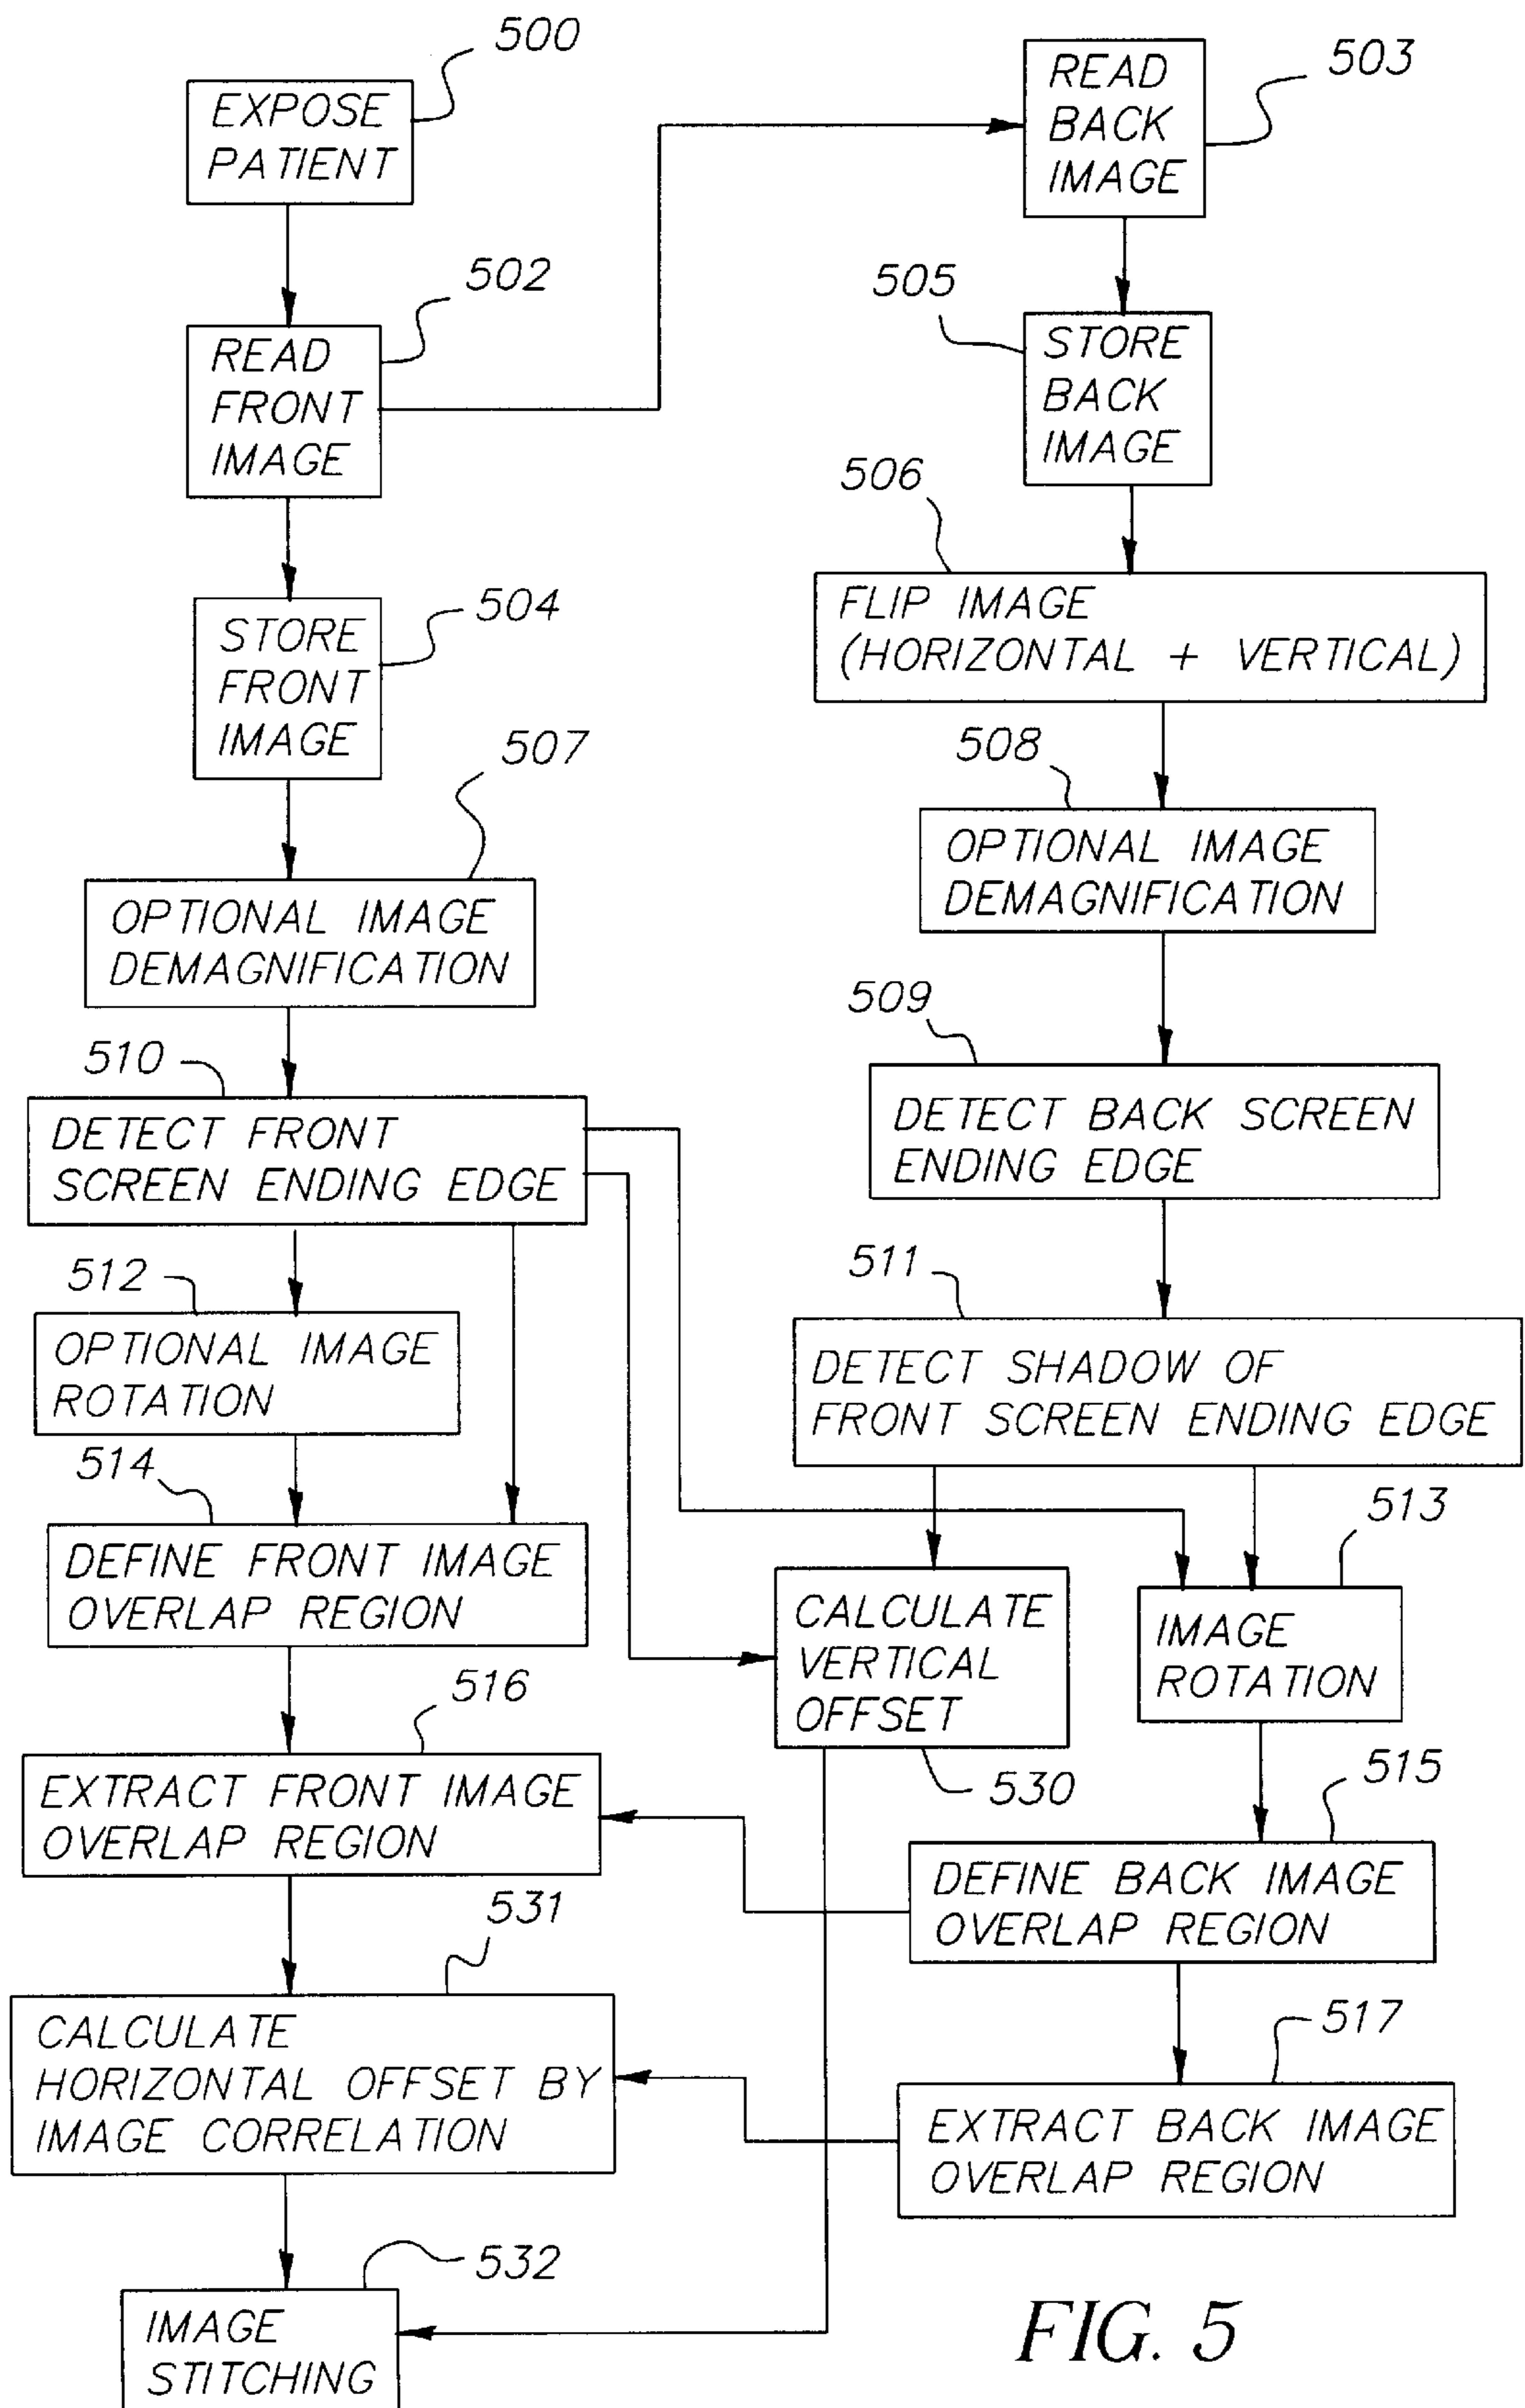 500
EXPOSE
PATIENT
503
READ
BACK
IMAGE
502
READ
FRONT
IMAGE
505
STORE
BACK
IMAGE
504
STORE
FRONT
IMAGE
506
FLIP IMAGE
(HORIZONTAL + VERTICAL)
507
OPTIONAL IMAGE
DEMAGNIFICATION
508
OPTIONAL IMAGE
DEMAGNIFICATION
510
DETECT FRONT
SCREEN ENDING EDGE
509
DETECT BACK SCREEN
ENDING EDGE
512
OPTIONAL IMAGE
ROTATION
511
DETECT SHADOW OF
FRONT SCREEN ENDING EDGE
514
DEFINE FRONT IMAGE
OVERLAP REGION
CALCULATE
VERTICAL
OFFSET
530
513
IMAGE
ROTATION
516
EXTRACT FRONT IMAGE
OVERLAP REGION
515
DEFINE BACK IMAGE
OVERLAP REGION
531
CALCULATE
HORIZONTAL OFFSET BY
IMAGE CORRELATION
517
EXTRACT BACK IMAGE
OVERLAP REGION
532
IMAGE
STITCHING
FIG. 5